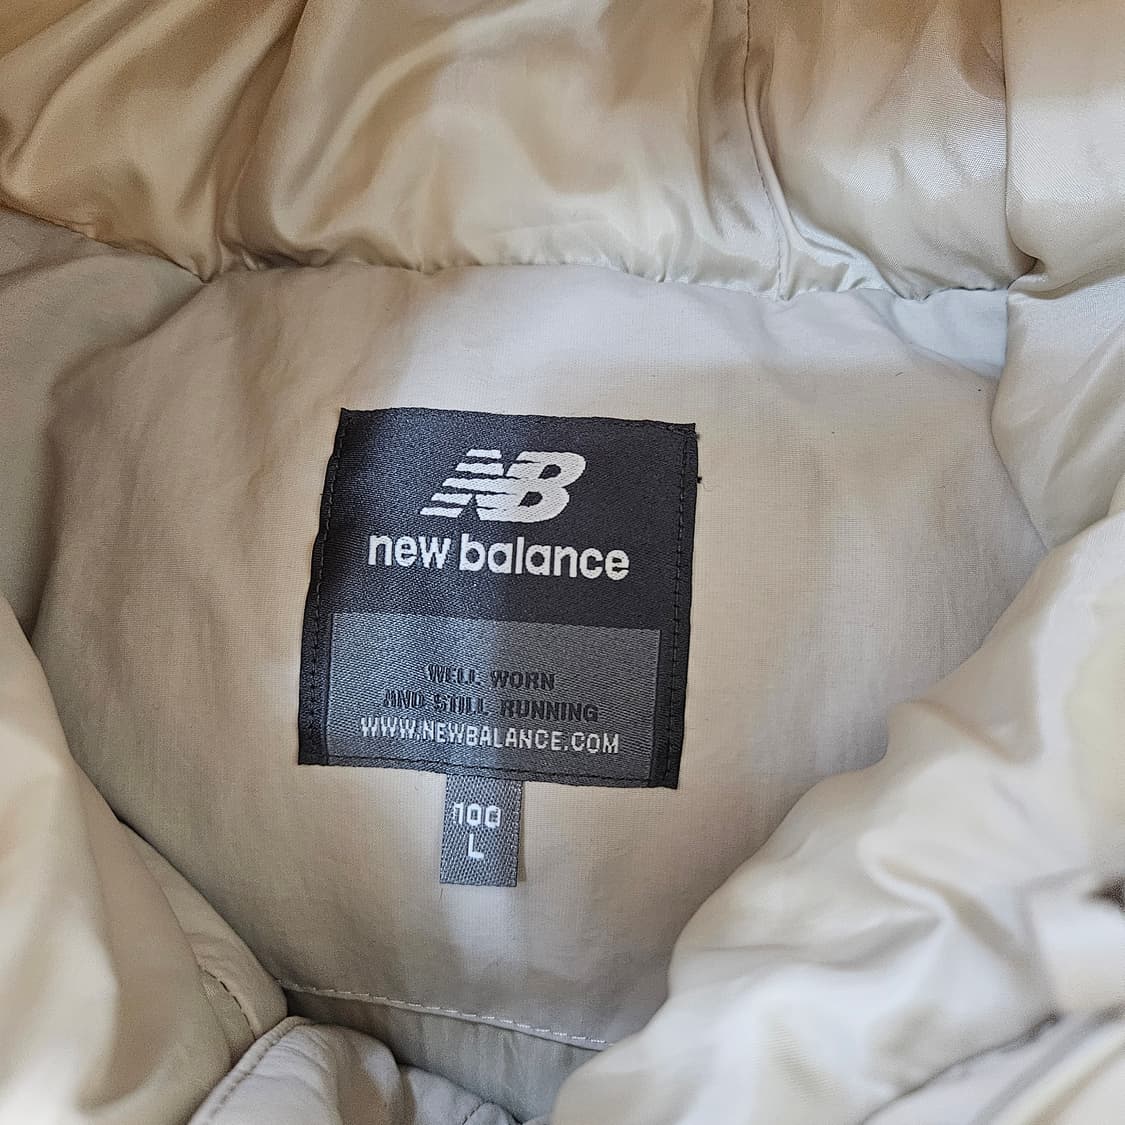 NB
new balance
WELL WORN
AND STILL RUNNING
WWW.NEWBALANCE.COM
100
L